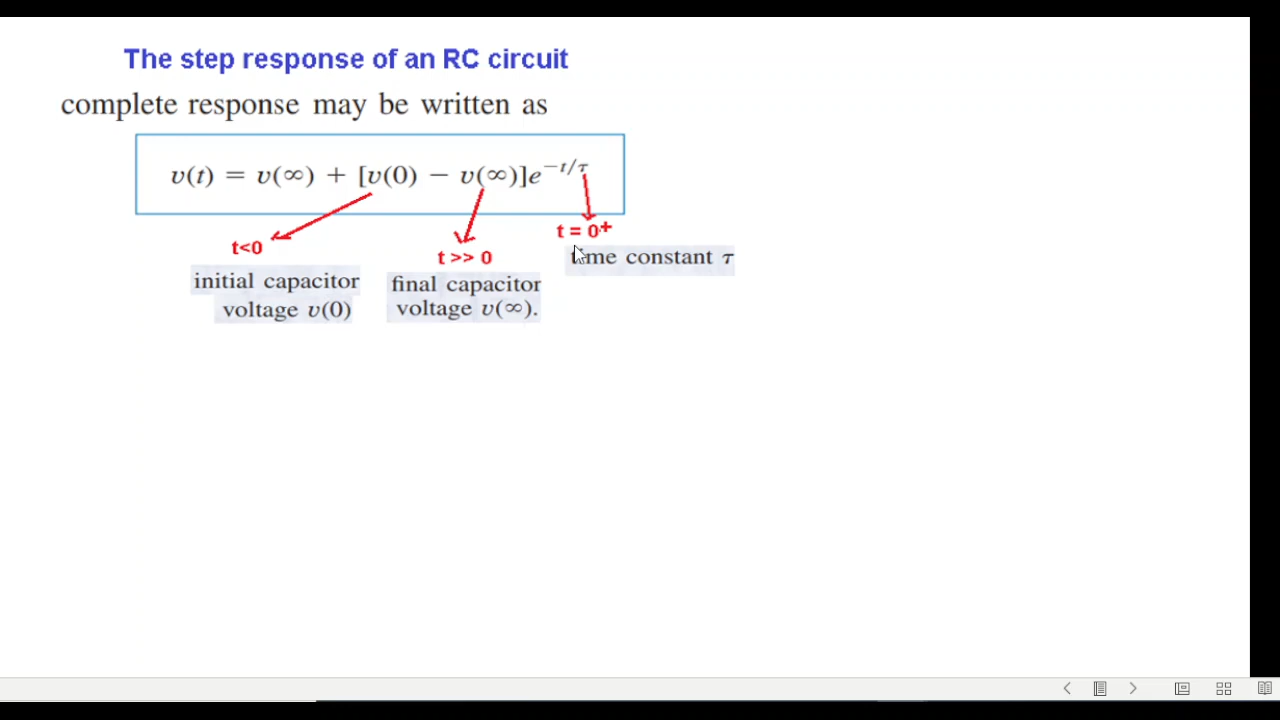 The step response of an RC circuit
complete response may be written as
v(t) = v(∞) + [v(0) − v(∞)]e^−t/τ
t<0
initial capacitor
voltage v(0)
t >> 0
final capacitor
voltage v(∞).
t = 0+
time constant τ